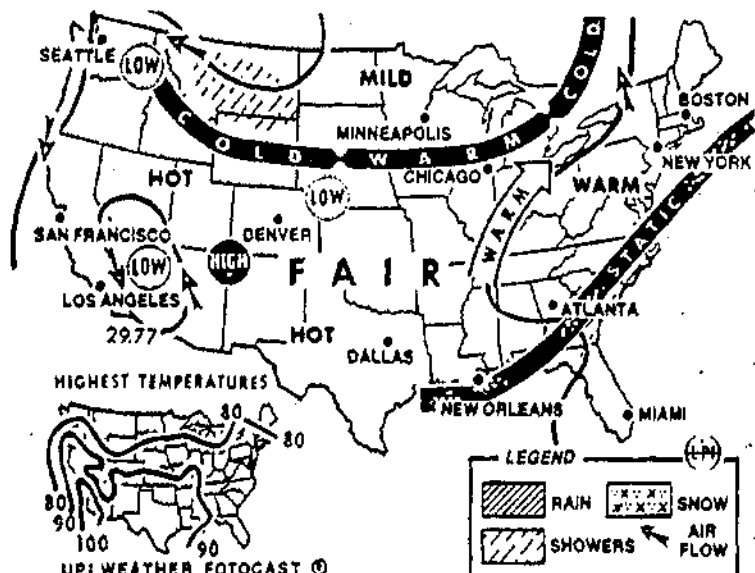 SEATTLE
LOW
MILD
COLD
BOSTON
MINNEAPOLIS
COLD WARM
NEW YORK
CHICAGO
HOT
LOW
WARM
WARM
SAN FRANCISCO
DENVER
LOW
HIGH
FAIR
STATIC
LOS ANGELES
ATLANTA
29.77
HOT
DALLAS
HIGHEST TEMPERATURES
NEW ORLEANS
MIAMI
80
80
80
90
100
90
UPI WEATHER FOTOCAST ®
LEGEND
RAIN
SNOW
SHOWERS
AIR
FLOW